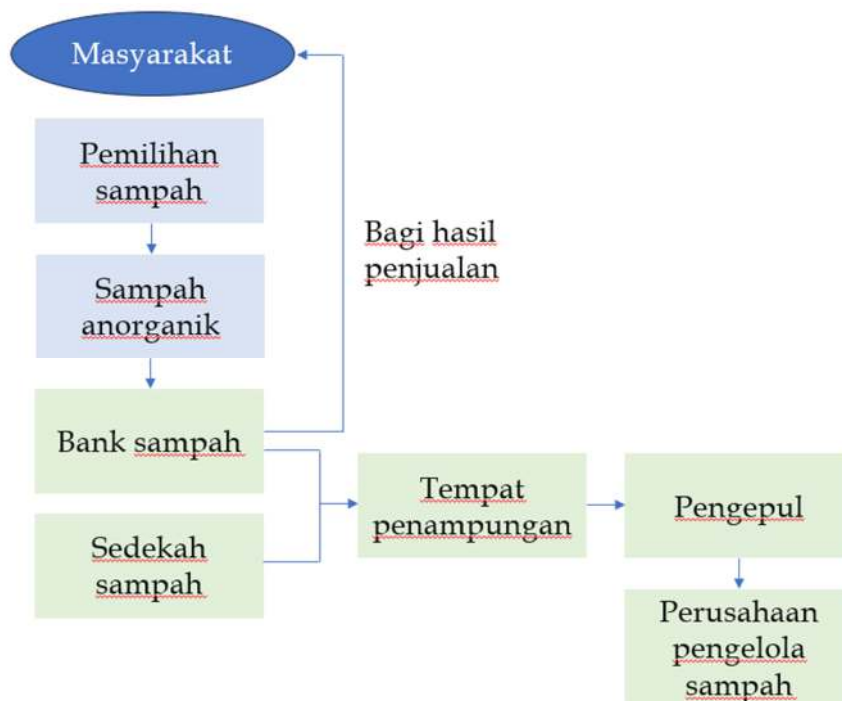 Masyarakat
Pemilihan
sampah
Sampah
anorganik
Bagi hasil
penjualan
Bank sampah
Sedekah
sampah
Tempat
penampungan
Pengepul
Perusahaan
pengelola
sampah